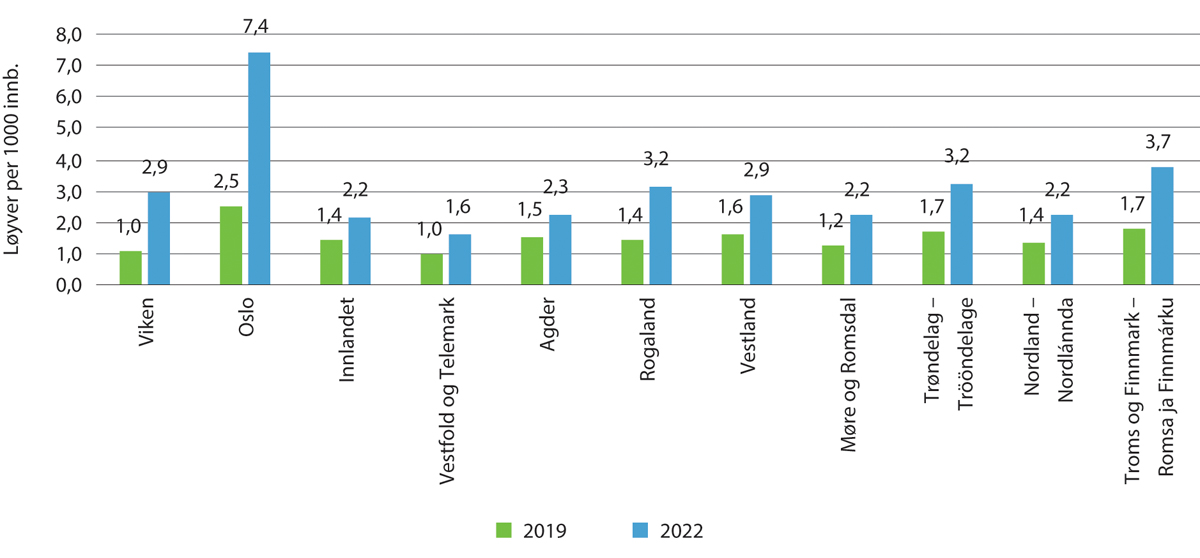 Løyver per 1000 innb.
8,0
7,0
6,0
5,0
4,0
3,0
2,0
1,0
0,0
1,0
2,9
2,5
7,4
1,4
2,2
1,0
1,6
1,5
2,3
1,4
3,2
1,6
2,9
1,2
2,2
1,7
3,2
1,4
2,2
1,7
3,7
Viken
Oslo
Innlandet
Vestfold og Telemark
Agder
Rogaland
Vestland
Møre og Romsdal
Trøndelag –
Trööndelage
Nordland –
Nordlánnda
Troms og Finnmark –
Romsa ja Finnmárku
2019
2022